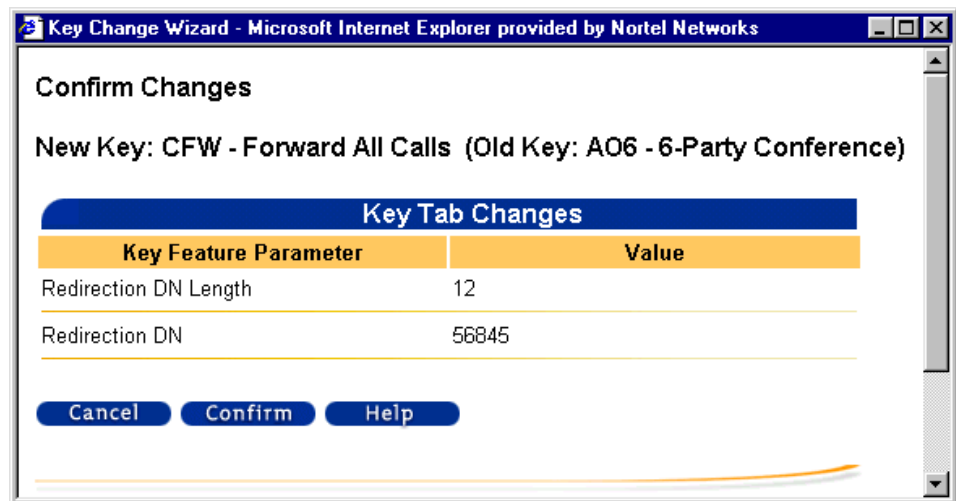 Key Change Wizard - Microsoft Internet Explorer provided by Nortel Networks
Confirm Changes
New Key: CFW - Forward All Calls (Old Key: AO6 - 6-Party Conference)
Key Tab Changes
Key Feature Parameter Value
Redirection DN Length 12
Redirection DN 56845
Cancel Confirm Help